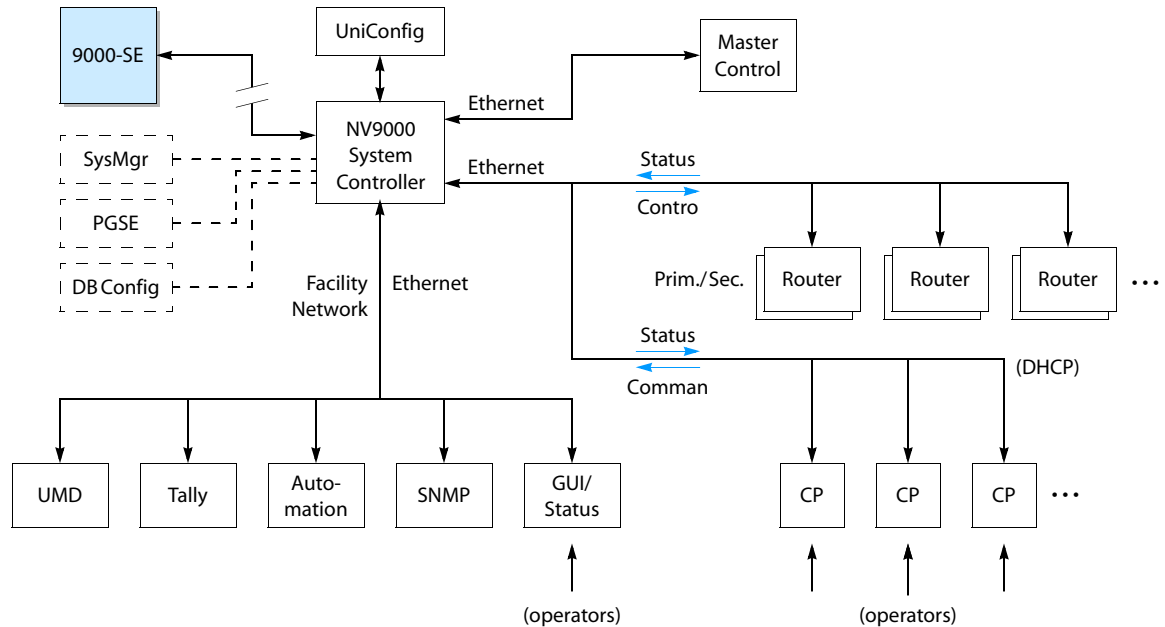 9000-SE
UniConfig
Master
Control
Ethernet
NV9000
System
Controller
Ethernet
SysMgr
PGSE
DB Config
Status
Contro
Facility
Network
Ethernet
Prim./Sec.
Router
Router
Router
...
Status
Comman
(DHCP)
UMD
Tally
Auto-
mation
SNMP
GUI/
Status
CP
CP
CP
...
(operators)
(operators)